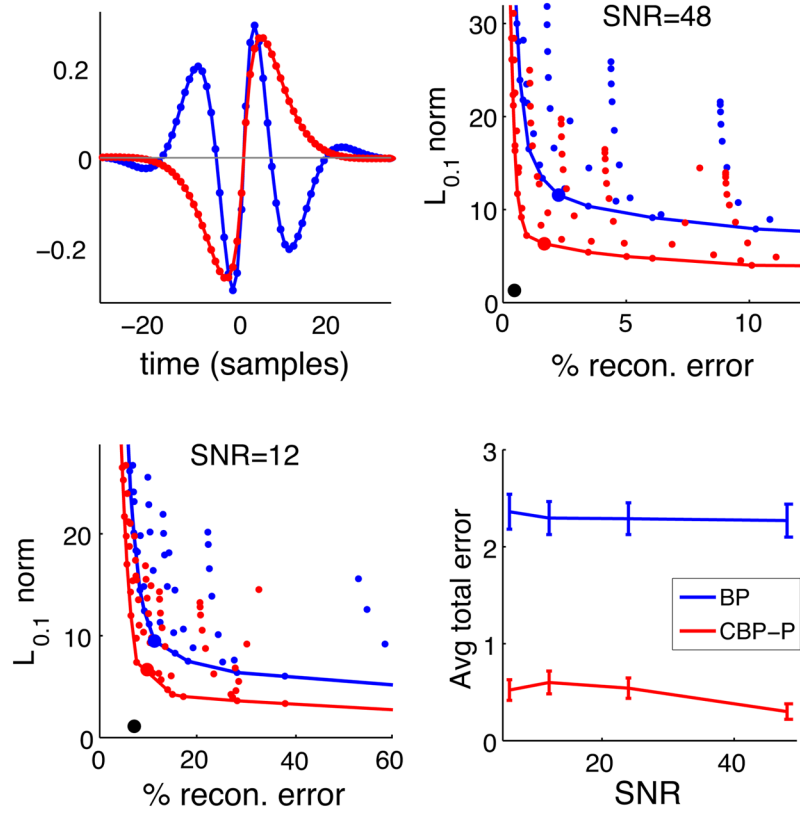 0.2
0
−0.2
−20
0
20
time (samples)
SNR=48
30
20
10
0
L0.1 norm
0
5
10
% recon. error
SNR=12
20
10
0
L0.1 norm
0
20
40
60
% recon. error
3
2
1
0
Avg total error
BP
CBP−P
20
40
SNR